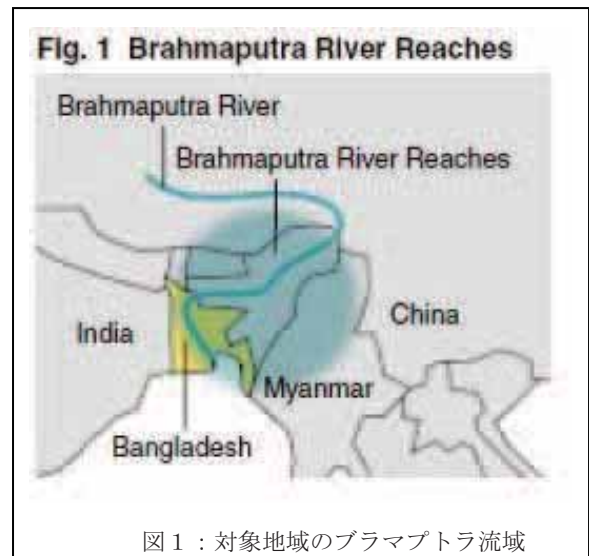 Fig. 1 Brahmaputra River Reaches
Brahmaputra River
Brahmaputra River Reaches
India
China
Myanmar
Bangladesh
図1：対象地域のブラマプトラ流域